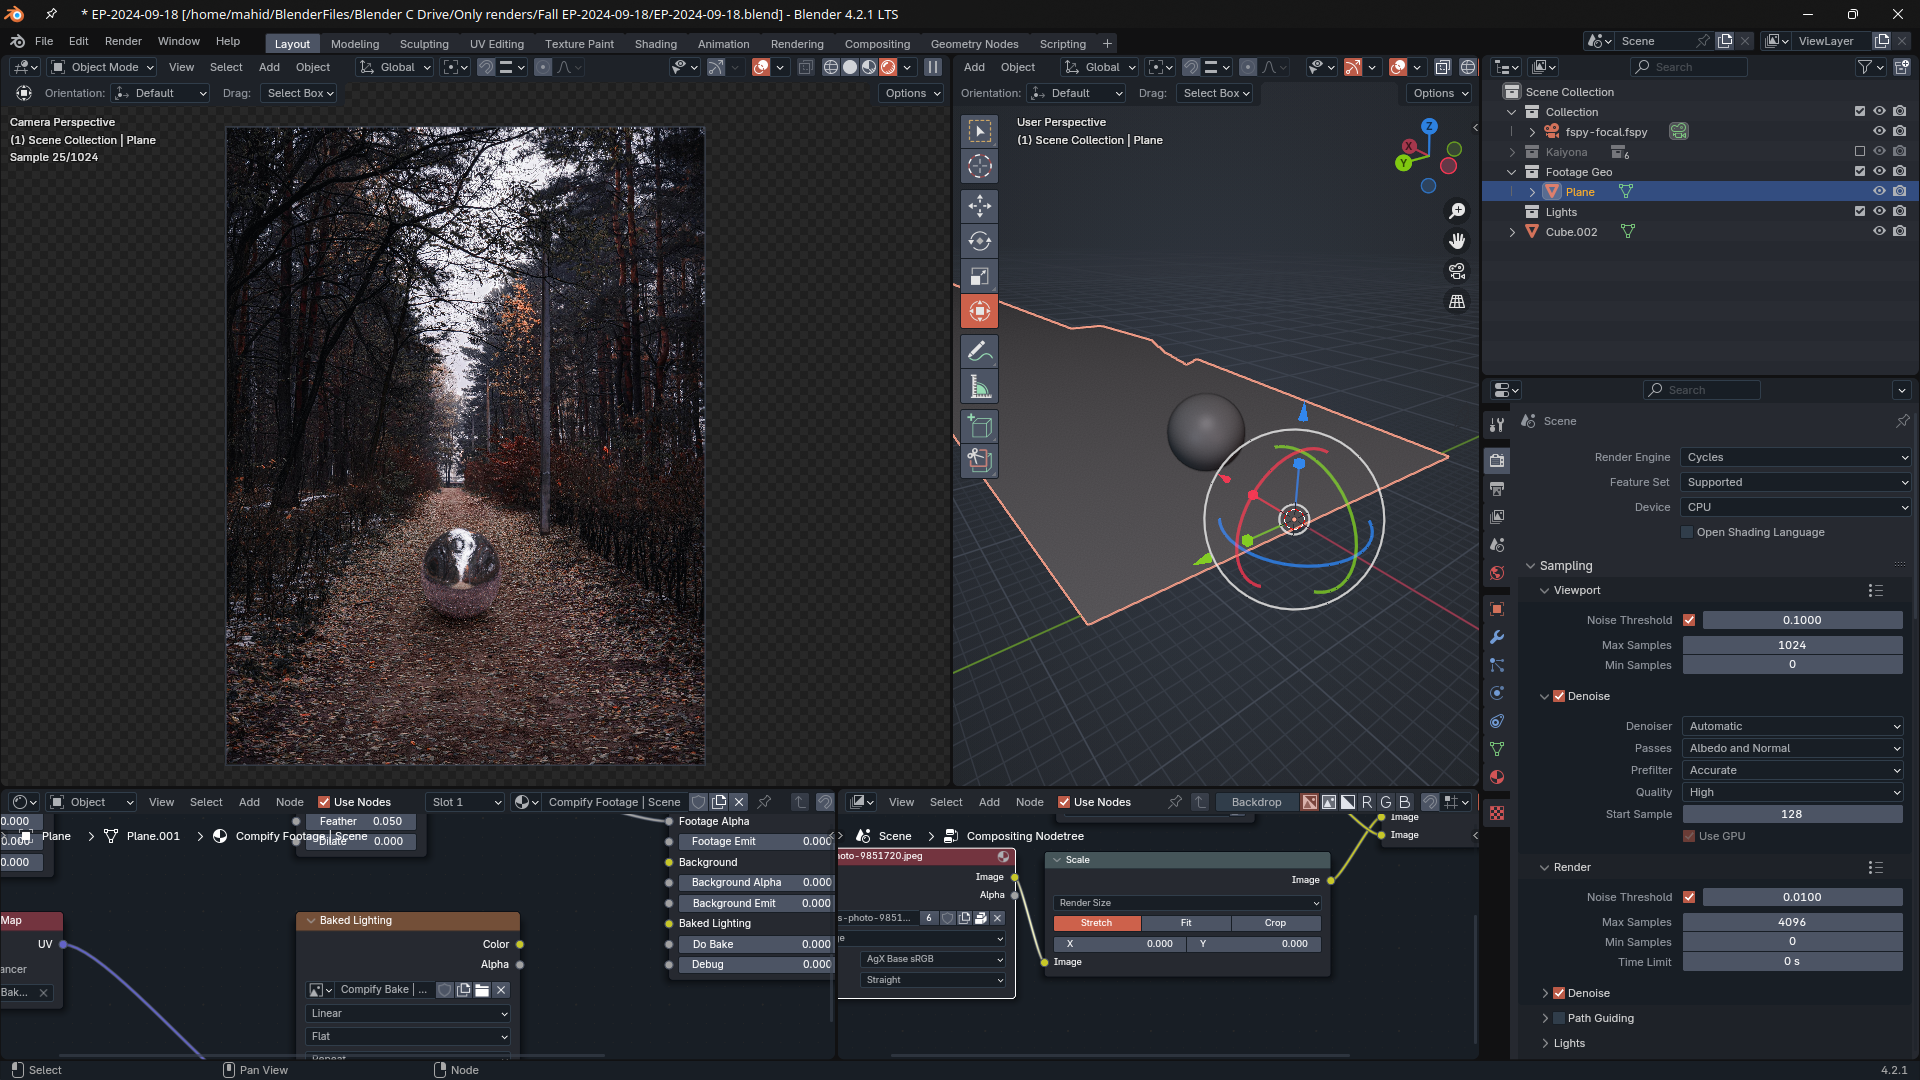 * EP-2024-09-18 [/home/mahid/BlenderFiles/Blender C Drive/Only renders/Fall EP-2024-09-18/EP-2024-09-18.blend] - Blender 4.2.1 LTS
File Edit Render Window Help Layout Modeling Sculpting UV Editing Texture Paint Shading Animation Rendering Compositing Geometry Nodes Scripting + Scene ViewLayer
Object Mode View Select Add Object Global
Orientation: Default Drag: Select Box Options
Camera Perspective
(1) Scene Collection | Plane
Sample 25/1024
Add Object Global
Orientation: Default Drag: Select Box Options
User Perspective
(1) Scene Collection | Plane
Z
X
Y
Search
Scene Collection
Collection
fspy-focal.fspy
Kaiyona 6
Footage Geo
Plane
Lights
Cube.002
Search
Scene
Render Engine Cycles
Feature Set Supported
Device CPU
Open Shading Language
Sampling
Viewport
Noise Threshold 0.1000
Max Samples 1024
Min Samples 0
Denoise
Denoiser Automatic
Passes Albedo and Normal
Prefilter Accurate
Quality High
Start Sample 128
Use GPU
Render
Noise Threshold 0.0100
Max Samples 4096
Min Samples 0
Time Limit 0 s
Denoise
Path Guiding
Lights
Object View Select Add Node Use Nodes Slot 1 Compify Footage | Scene
Plane Plane.001 Compify Footage | Scene
0.000
0.000
0.000
Feather 0.050
Dilate 0.000
Map
UV
ancer
Bak...
Baked Lighting
Color
Alpha
Compify Bake | ...
Linear
Flat
Repeat
Footage Alpha
Footage Emit 0.000
Background
Background Alpha 0.000
Background Emit 0.000
Baked Lighting
Do Bake 0.000
Debug 0.000
View Select Add Node Use Nodes Backdrop R G B
Scene Compositing Nodetree
oto-9851720.jpeg
Image
Alpha
s-photo-9851... 6
ge
AgX Base sRGB
Straight
Scale
Image
Render Size
Stretch Fit Crop
X 0.000 Y 0.000
Image
Image
Image
Select Pan View Node 4.2.1